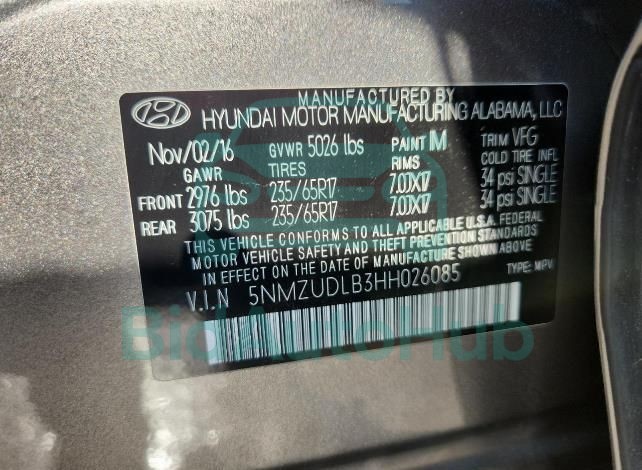 MANUFACTURED BY
HYUNDAI MOTOR MANUFACTURING ALABAMA, LLC
Nov/02/16 GVWR 5026 lbs PAINT M TRIM VFG
GAWR TIRES RIMS COLD TIRE INFL
FRONT 2976 lbs 235/65R17 7.0JX17 34 psi SINGLE
REAR 3075 lbs 235/65R17 7.0JX17 34 psi SINGLE
THIS VEHICLE CONFORMS TO ALL APPLICABLE U.S.A. FEDERAL
MOTOR VEHICLE SAFETY, BUMPER, AND THEFT PREVENTION STANDARDS
IN EFFECT ON THE DATE OF MANUFACTURE SHOWN ABOVE.
V.I.N 5NMZUDLB3HH026085 TYPE: MPV
BidAutoHub